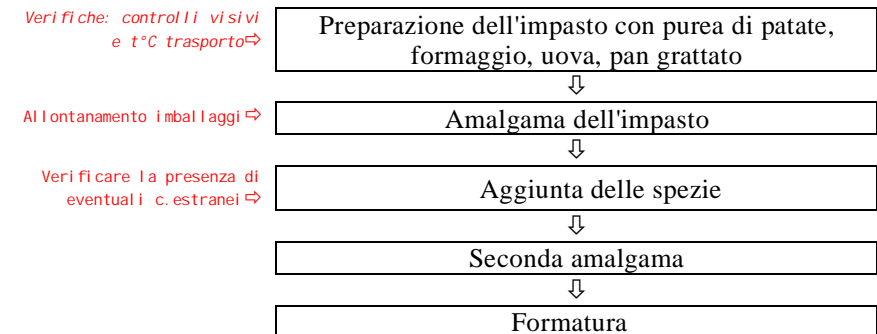 Verifiche: controlli visivi
e t°C trasporto⇨
Preparazione dell'impasto con purea di patate,
formaggio, uova, pan grattato
⇩
Allontanamento imballaggi⇨
Amalgama dell'impasto
⇩
Verificare la presenza di
eventuali c.estranei⇨
Aggiunta delle spezie
⇩
Seconda amalgama
⇩
Formatura